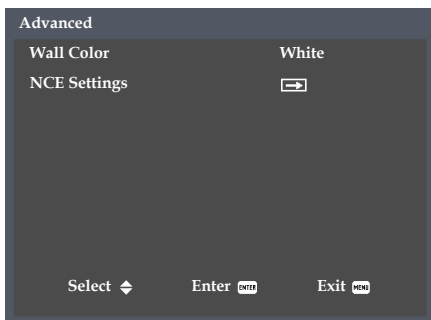 Advanced
Wall Color White
NCE Settings
Select Enter ENTER Exit MENU